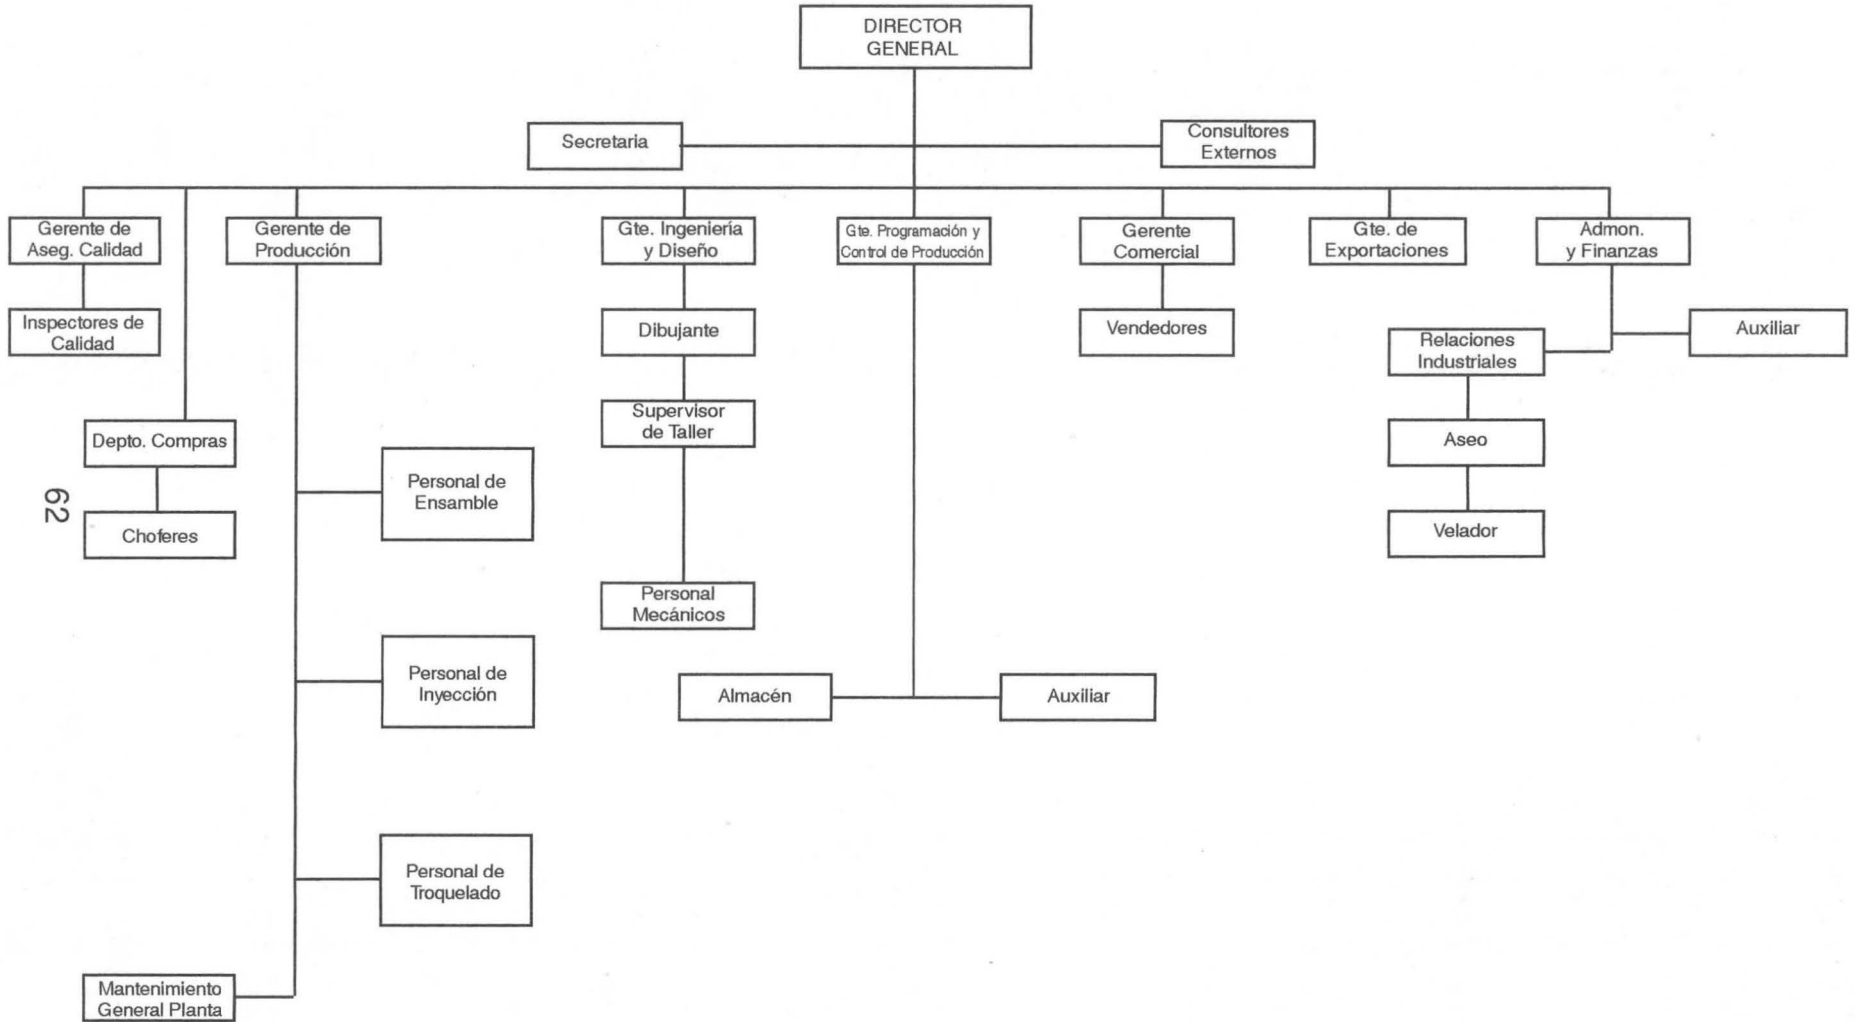 DIRECTOR
GENERAL
Secretaria
Consultores
Externos
Gerente de
Aseg. Calidad
Gerente de
Producción
Gte. Ingeniería
y Diseño
Gte. Programación y
Control de Producción
Gerente
Comercial
Gte. de
Exportaciones
Admon.
y Finanzas
Inspectores de
Calidad
Dibujante
Vendedores
Relaciones
Industriales
Auxiliar
Depto. Compras
Supervisor
de Taller
Aseo
Personal de
Ensamble
62
Choferes
Velador
Personal
Mecánicos
Personal de
Inyección
Almacén
Auxiliar
Personal de
Troquelado
Mantenimiento
General Planta